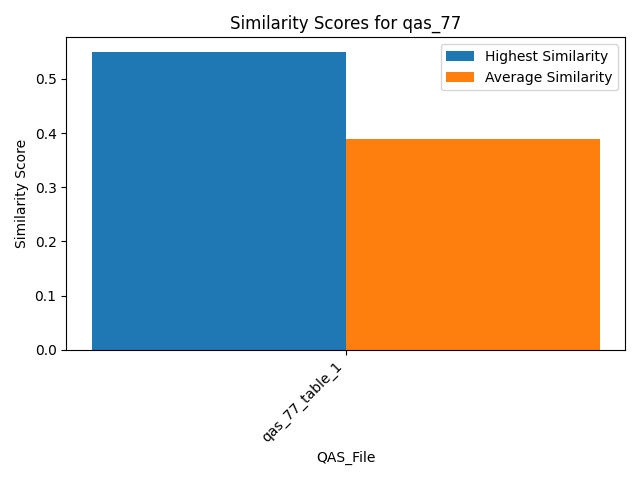 Similarity Scores for qas_77
Highest Similarity
Average Similarity
Similarity Score
0.5
0.4
0.3
0.2
0.1
0.0
qas_77_table_1
QAS_File